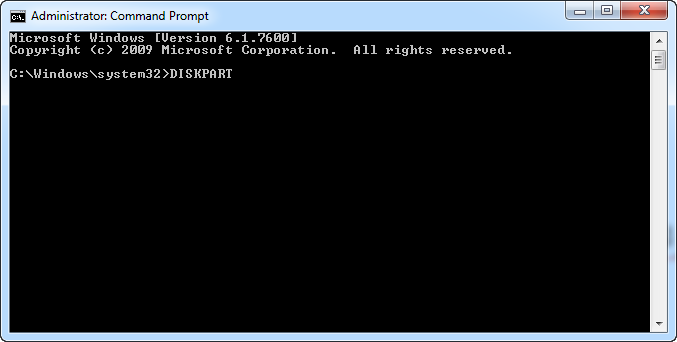 Administrator: Command Prompt
Microsoft Windows [Version 6.1.7600]
Copyright (c) 2009 Microsoft Corporation.  All rights reserved.
C:\Windows\system32>DISKPART